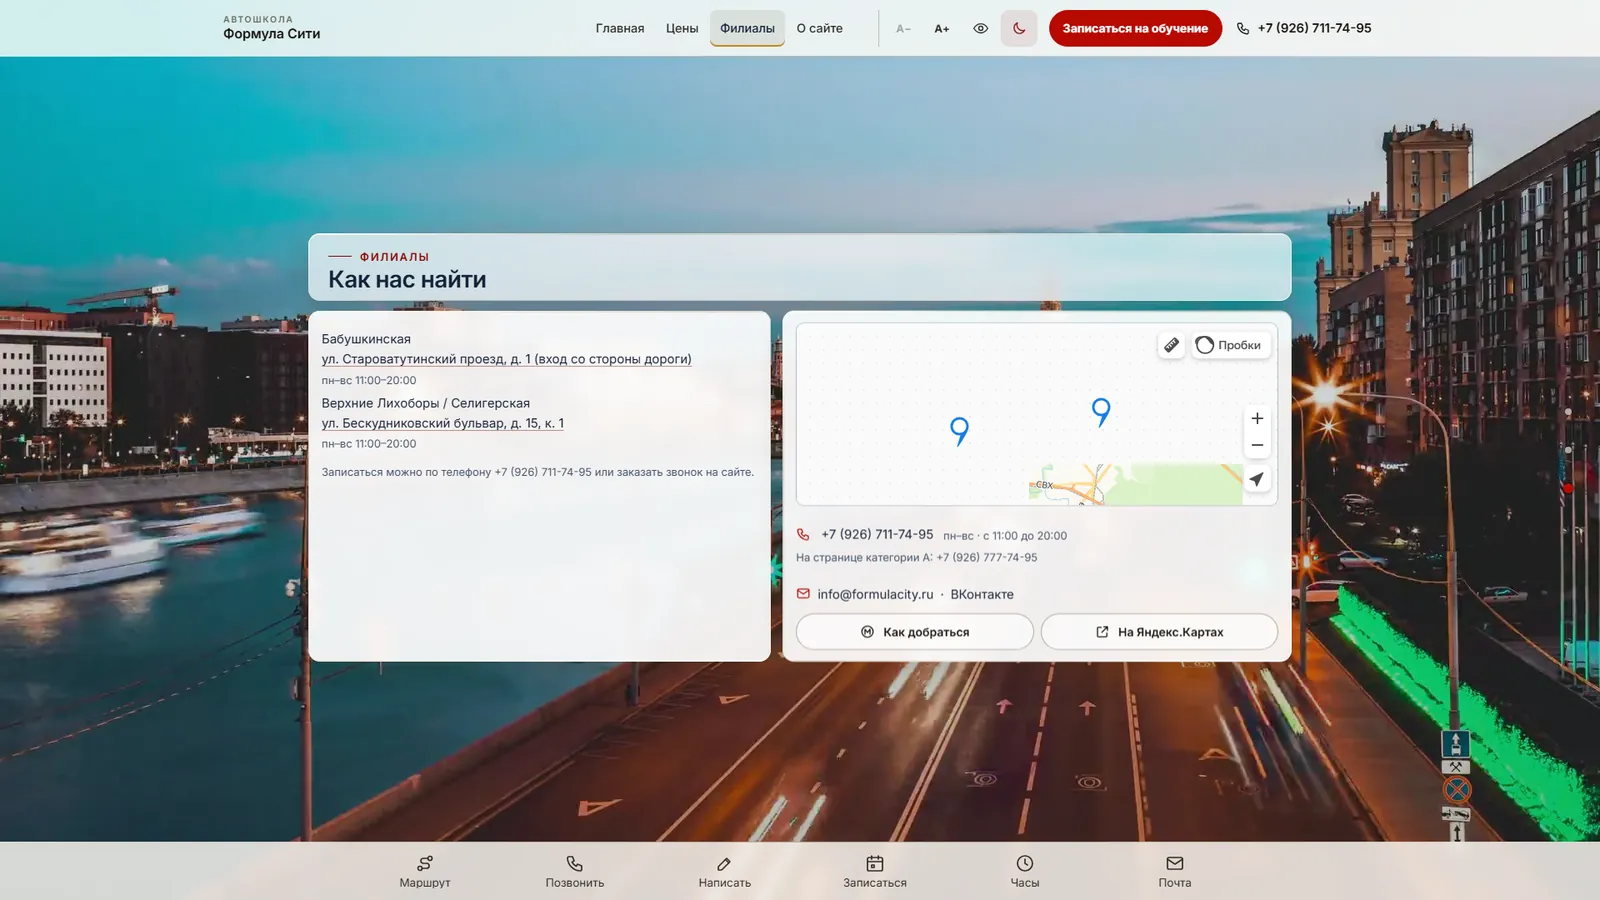 АВТОШКОЛА
Формула Сити
Главная
Цены
Филиалы
О сайте
A−
A+
Записаться на обучение
+7 (926) 711-74-95
ФИЛИАЛЫ
Как нас найти
Бабушкинская
ул. Староватутинский проезд, д. 1 (вход со стороны дороги)
пн–вс 11:00–20:00
Верхние Лихоборы / Селигерская
ул. Бескудниковский бульвар, д. 15, к. 1
пн–вс 11:00–20:00
Записаться можно по телефону +7 (926) 711-74-95 или заказать звонок на сайте.
Пробки
СВХ
+7 (926) 711-74-95 пн–вс · с 11:00 до 20:00
На странице категории А: +7 (926) 777-74-95
info@formulacity.ru · ВКонтакте
Как добраться
На Яндекс.Картах
Маршрут
Позвонить
Написать
Записаться
Часы
Почта